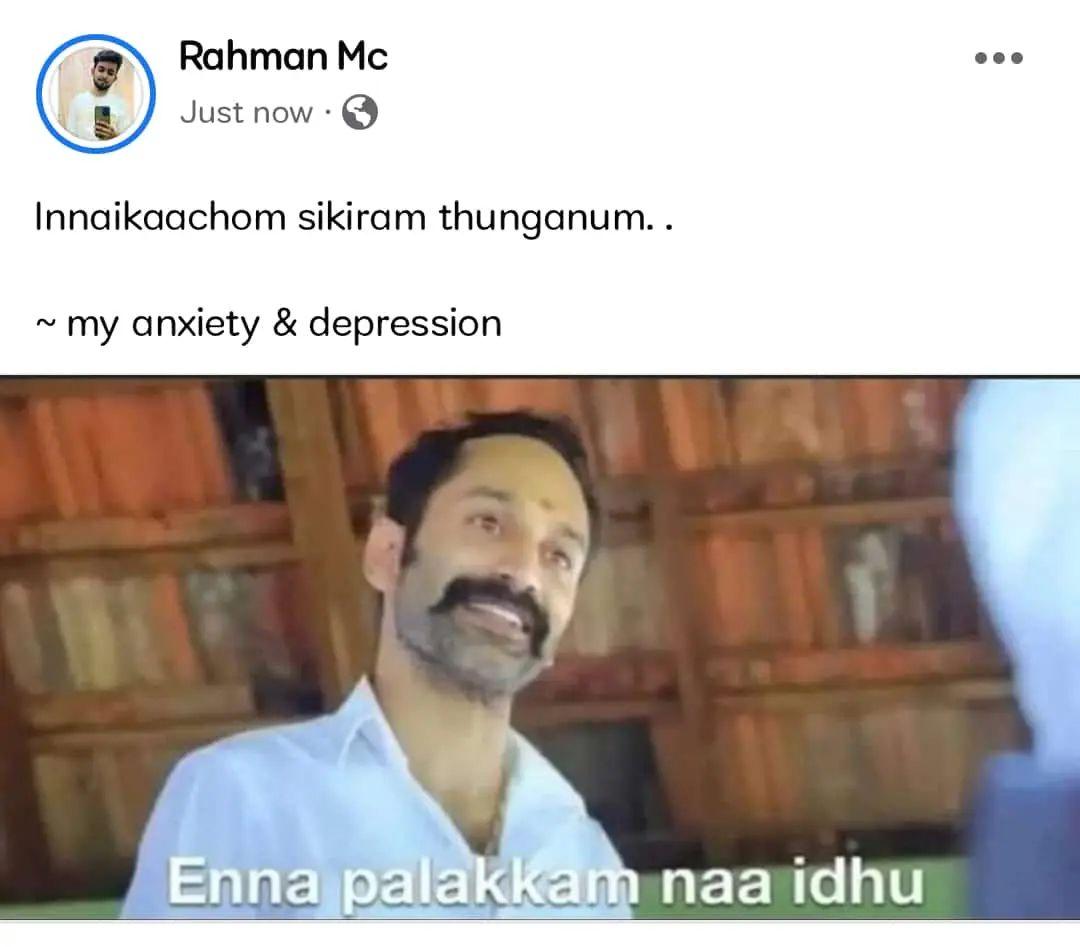 Rahman Mc
Just now ·
Innaikaachom sikiram thunganum. .
~ my anxiety & depression
Enna palakkam naa idhu